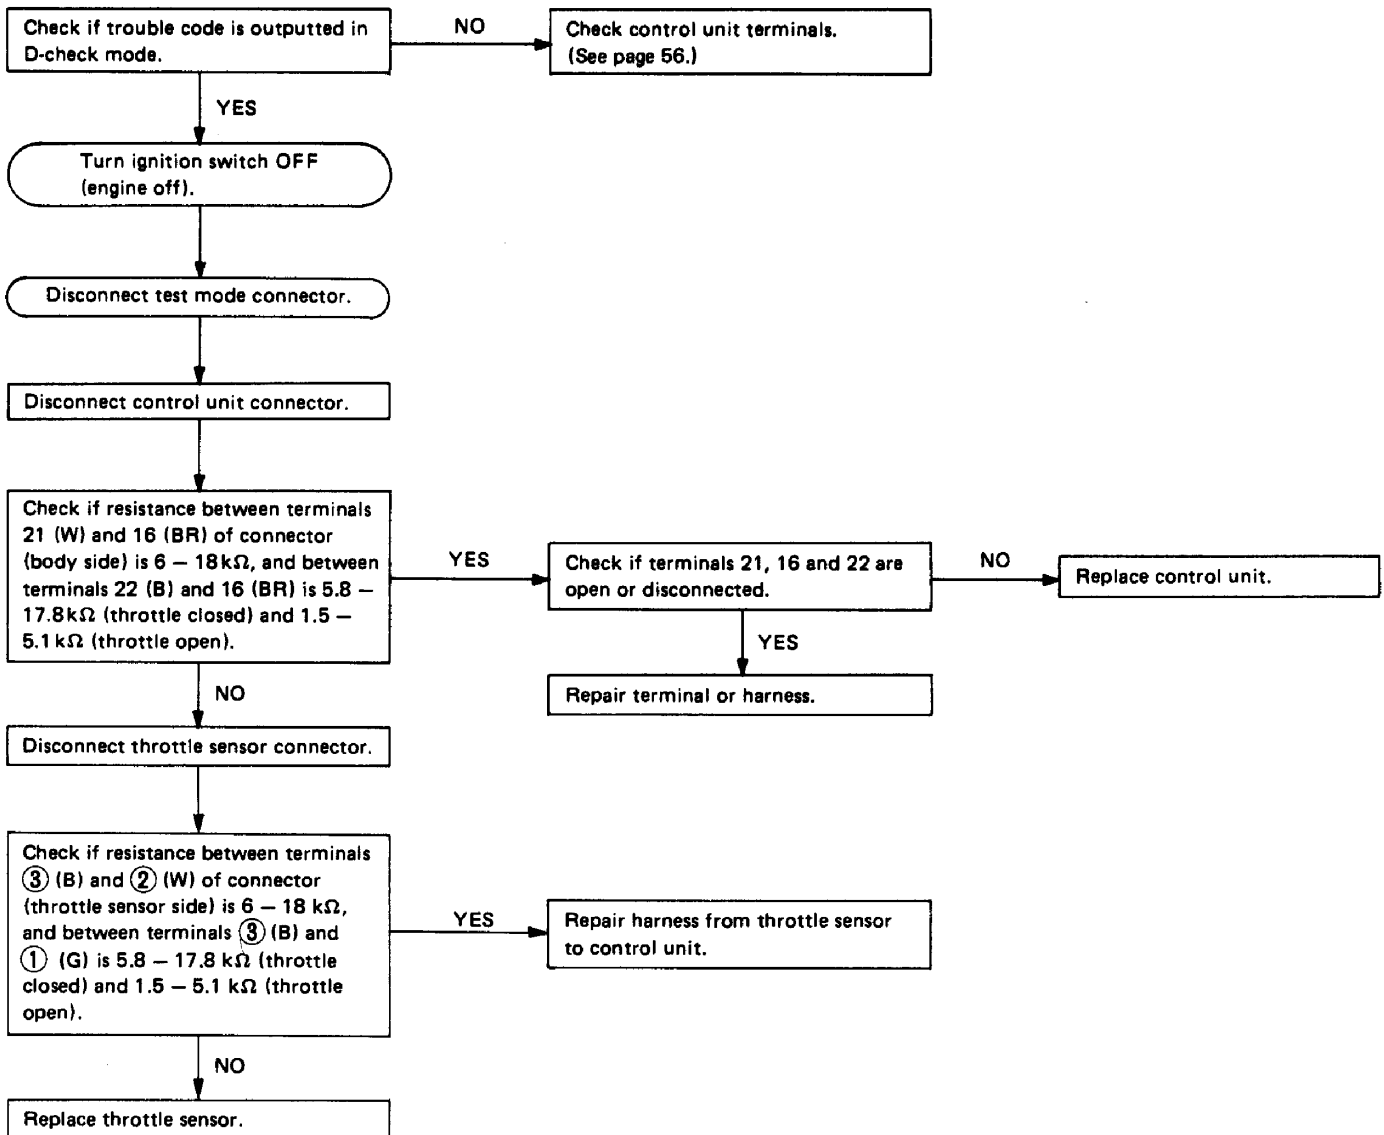 Check if trouble code is outputted in
D-check mode.
NO
Check control unit terminals.
(See page 56.)
YES
Turn ignition switch OFF
(engine off).
Disconnect test mode connector.
Disconnect control unit connector.
Check if resistance between terminals
21 (W) and 16 (BR) of connector
(body side) is 6 – 18 kΩ, and between
terminals 22 (B) and 16 (BR) is 5.8 –
17.8 kΩ (throttle closed) and 1.5 –
5.1 kΩ (throttle open).
YES
Check if terminals 21, 16 and 22 are
open or disconnected.
NO
Replace control unit.
YES
Repair terminal or harness.
NO
Disconnect throttle sensor connector.
Check if resistance between terminals
③ (B) and ② (W) of connector
(throttle sensor side) is 6 – 18 kΩ,
and between terminals ③ (B) and
① (G) is 5.8 – 17.8 kΩ (throttle
closed) and 1.5 – 5.1 kΩ (throttle
open).
YES
Repair harness from throttle sensor
to control unit.
NO
Replace throttle sensor.